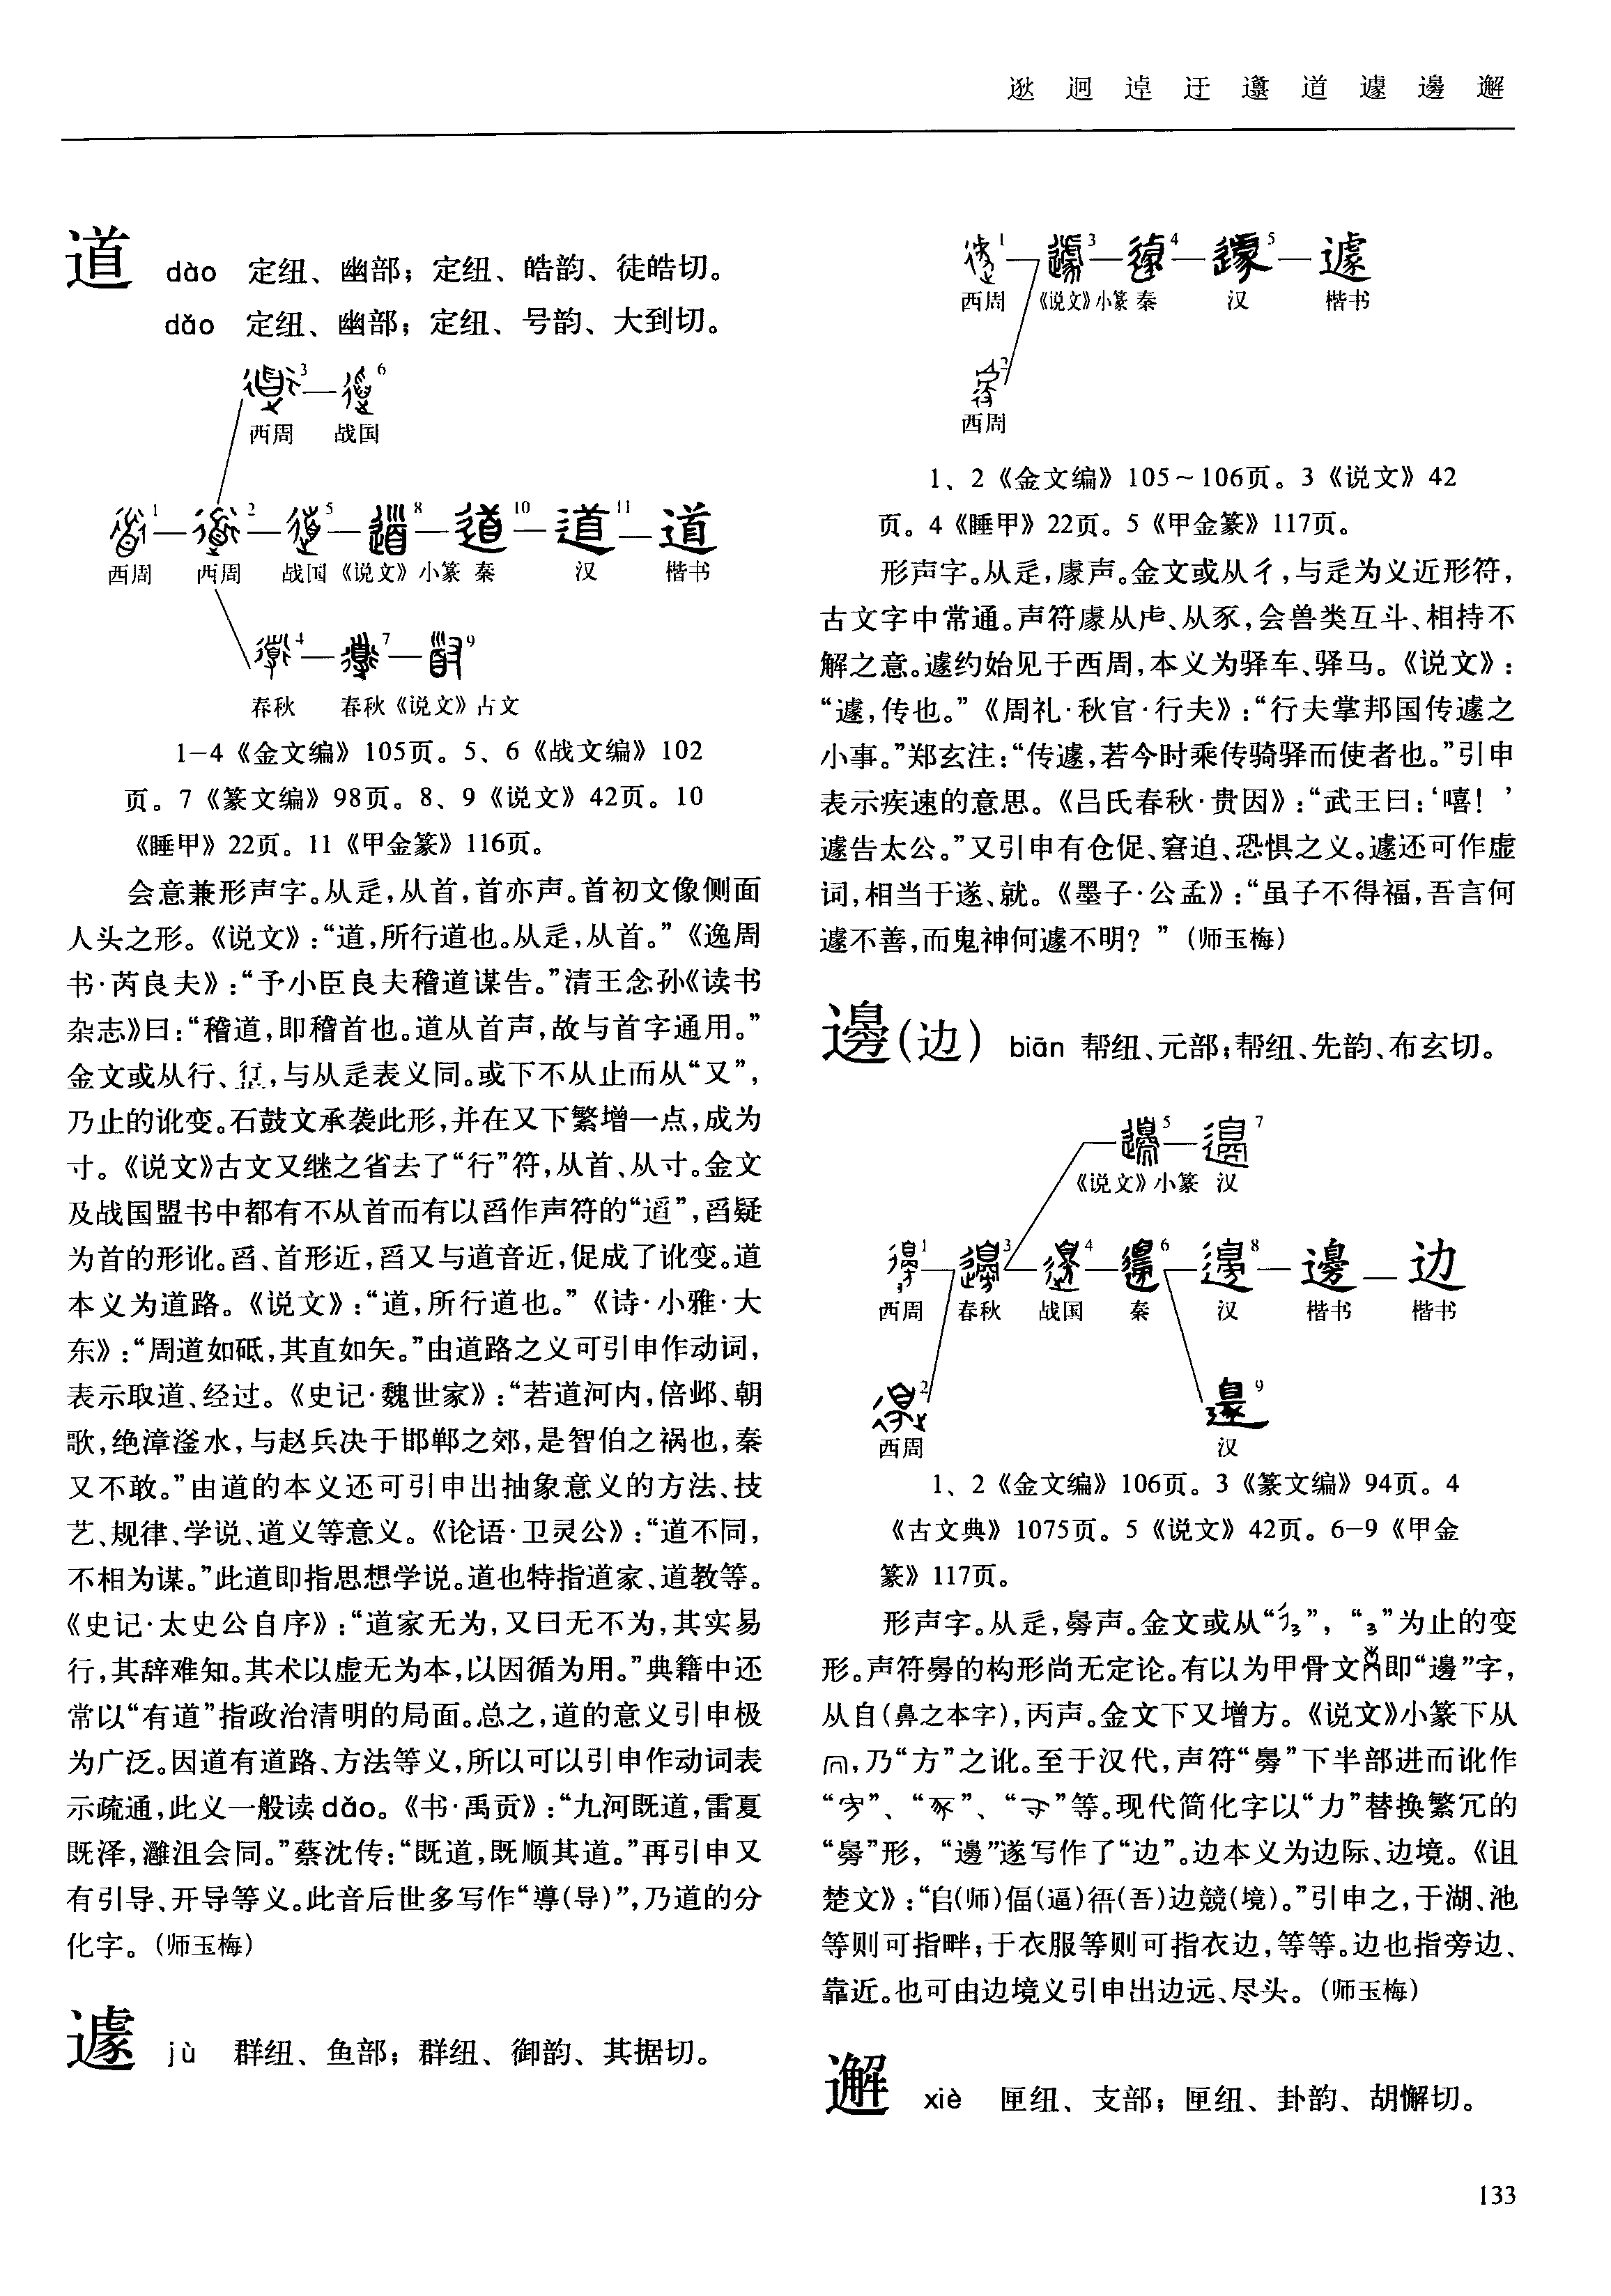 逖 迥 逴 迂 邍 道 遽 邊 邂
道 dào 定纽、幽部；定纽、皓韵、徒皓切。
dǎo 定纽、幽部；定纽、号韵、大到切。
3 6
西周 战国
1 2 5 8 10 11 道
西周 西周 战国 《说文》小篆 秦 汉 楷书
4 7 9
春秋 春秋 《说文》古文
1—4《金文编》105页。5、6《战文编》102
页。7《篆文编》98页。8、9《说文》42页。10
《睡甲》22页。11《甲金篆》116页。
会意兼形声字。从辵，从首，首亦声。首初文像侧面
人头之形。《说文》：“道，所行道也。从辵，从首。”《逸周
书·芮良夫》：“予小臣良夫稽道谋告。”清王念孙《读书
杂志》曰：“稽道，即稽首也。道从首声，故与首字通用。”
金文或从行、，与从辵表义同。或下不从止而从“又”，
乃止的讹变。石鼓文承袭此形，并在又下繁增一点，成为
寸。《说文》古文又继之省去了“行”符，从首、从寸。金文
及战国盟书中都有不从首而有以舀作声符的“𨖁”，舀疑
为首的形讹。舀、首形近，舀又与道音近，促成了讹变。道
本义为道路。《说文》：“道，所行道也。”《诗·小雅·大
东》：“周道如砥，其直如矢。”由道路之义可引申作动词，
表示取道、经过。《史记·魏世家》：“若道河内，倍邺、朝
歌，绝漳滏水，与赵兵决于邯郸之郊，是智伯之祸也，秦
又不敢。”由道的本义还可引申出抽象意义的方法、技
艺、规律、学说、道义等意义。《论语·卫灵公》：“道不同，
不相为谋。”此道即指思想学说。道也特指道家、道教等。
《史记·太史公自序》：“道家无为，又曰无不为，其实易
行，其辞难知。其术以虚无为本，以因循为用。”典籍中还
常以“有道”指政治清明的局面。总之，道的意义引申极
为广泛。因道有道路、方法等义，所以可以引申作动词表
示疏通，此义一般读dǎo。《书·禹贡》：“九河既道，雷夏
既泽，灉沮会同。”蔡沈传：“既道，既顺其道。”再引申又
有引导、开导等义。此音后世多写作“導(导)”，乃道的分
化字。（师玉梅）
遽 jù 群纽、鱼部；群纽、御韵、其据切。
1 3 4 5 遽
西周 《说文》小篆 秦 汉 楷书
2
西周
1、2《金文编》105～106页。3《说文》42
页。4《睡甲》22页。5《甲金篆》117页。
形声字。从辵，豦声。金文或从彳，与辵为义近形符，
古文字中常通。声符豦从虍、从豕，会兽类互斗、相持不
解之意。遽约始见于西周，本义为驿车、驿马。《说文》：
“遽，传也。”《周礼·秋官·行夫》：“行夫掌邦国传遽之
小事。”郑玄注：“传遽，若今时乘传骑驿而使者也。”引申
表示疾速的意思。《吕氏春秋·贵因》：“武王曰：‘嘻！’
遽告太公。”又引申有仓促、窘迫、恐惧之义。遽还可作虚
词，相当于遂、就。《墨子·公孟》：“虽子不得福，吾言何
遽不善，而鬼神何遽不明？”（师玉梅）
邊(边) biān 帮纽、元部；帮纽、先韵、布玄切。
5 7
《说文》小篆 汉
1 3 4 6 8 邊 边
西周 春秋 战国 秦 汉 楷书 楷书
2 9
西周 汉
1、2《金文编》106页。3《篆文编》94页。4
《古文典》1075页。5《说文》42页。6—9《甲金
篆》117页。
形声字。从辵，臱声。金文或从“”，“”为止的变
形。声符臱的构形尚无定论。有以为甲骨文即“邊”字，
从自（鼻之本字），丙声。金文下又增方。《说文》小篆下从
，乃“方”之讹。至于汉代，声符“臱”下半部进而讹作
“”、“”、“”等。现代简化字以“力”替换繁冗的
“臱”形，“邊”遂写作了“边”。边本义为边际、边境。《诅
楚文》：“𠂤(师)偪(逼)𢓜(吾)边競(境)。”引申之，于湖、池
等则可指畔；于衣服等则可指衣边，等等。边也指旁边、
靠近。也可由边境义引申出边远、尽头。（师玉梅）
邂 xiè 匣纽、支部；匣纽、卦韵、胡懈切。
133